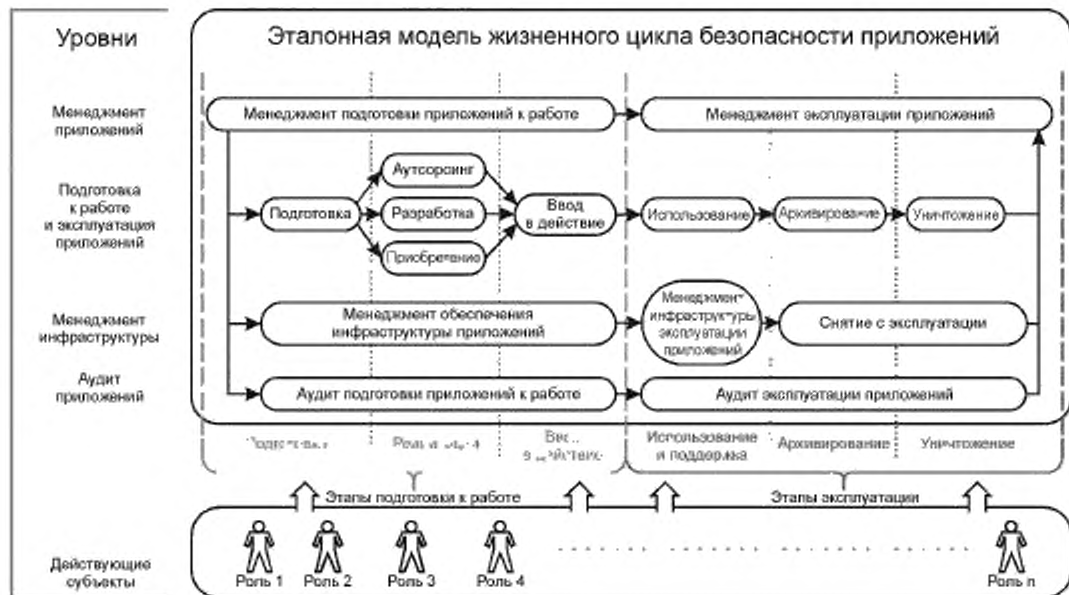 Уровни
Эталонная модель жизненного цикла безопасности приложений
Менеджмент
приложений
Менеджмент подготовки приложений к работе
Менеджмент эксплуатации приложений
Подготовка
к работе
и эксплуатация
приложений
Подготовка
Аутсорсинг
Разработка
Приобретение
Ввод
в действие
Использование
Архивирование
Уничтожение
Менеджмент
инфраструктуры
Менеджмент обеспечения
инфраструктуры приложений
Менеджмент
инфраструктуры
эксплуатации
приложений
Снятие с эксплуатации
Аудит
приложений
Аудит подготовки приложений к работе
Аудит эксплуатации приложений
Использование
и поддержка
Архивирование
Уничтожение
Этапы подготовки к работе
Этапы эксплуатации
Действующие
субъекты
Роль 1
Роль 2
Роль 3
Роль 4
Роль n